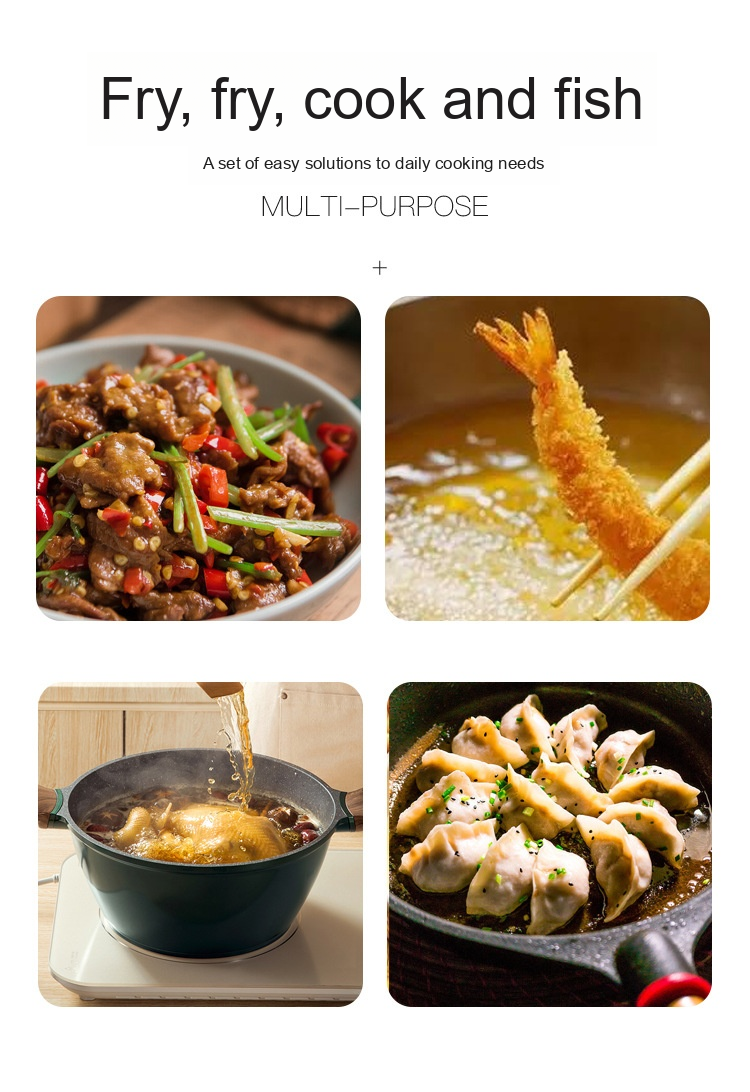 Fry, fry, cook and fish
A set of easy solutions to daily cooking needs
MULTI-PURPOSE
+